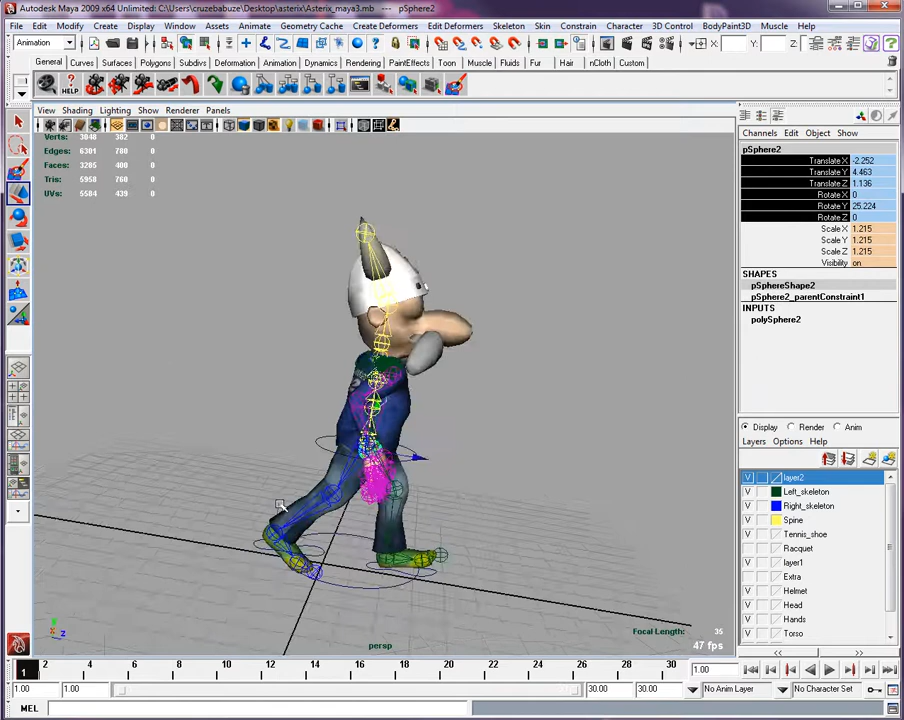 Autodesk Maya 2009 x64 Unlimited: C:\Users\cruzebabuze\Desktop\asterix\Asterix_maya3.mb --- pSphere2
File Edit Modify Create Display Window Assets Animate Geometry Cache Create Deformers Edit Deformers Skeleton Skin Constrain Character 3D Control BodyPaint3D Muscle Help
Animation X: Y: Z:
General Curves Surfaces Polygons Subdivs Deformation Animation Dynamics Rendering PaintEffects Toon Muscle Fluids Fur Hair nCloth Custom
HELP
View Shading Lighting Show Renderer Panels
Verts: 3048 382 0
Edges: 6301 780 0
Faces: 3285 400 0
Tris: 5958 760 0
UVs: 5584 439 0
Channels Edit Object Show
pSphere2
Translate X -2.252
Translate Y 4.463
Translate Z 1.136
Rotate X 0
Rotate Y 25.224
Rotate Z 0
Scale X 1.215
Scale Y 1.215
Scale Z 1.215
Visibility on
SHAPES
pSphereShape2
pSphere2_parentConstraint1
INPUTS
polySphere2
Display Render Anim
Layers Options Help
V layer2
V Left_skeleton
V Right_skeleton
V Spine
V Tennis_shoe
Racquet
V layer1
V Extra
V Helmet
V Head
V Hands
V Torso
y z
persp
Focal Length: 35
47 fps
1 2 4 6 8 10 12 14 16 18 20 22 24 26 28 30 1.00
1.00 1.00 30.00 30.00 No Anim Layer No Character Set
MEL